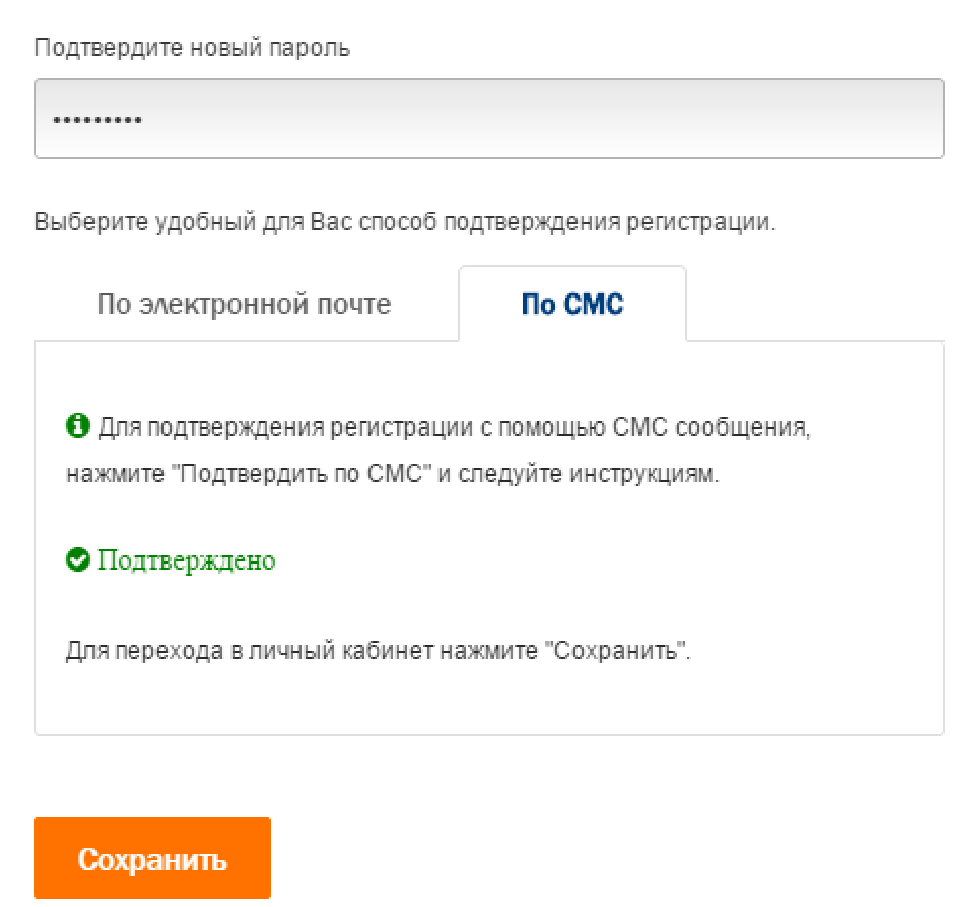 Подтвердите новый пароль
•••••••••
Выберите удобный для Вас способ подтверждения регистрации.
По электронной почте
По СМС
Для подтверждения регистрации с помощью СМС сообщения,
нажмите "Подтвердить по СМС" и следуйте инструкциям.
Подтверждено
Для перехода в личный кабинет нажмите "Сохранить".
Сохранить